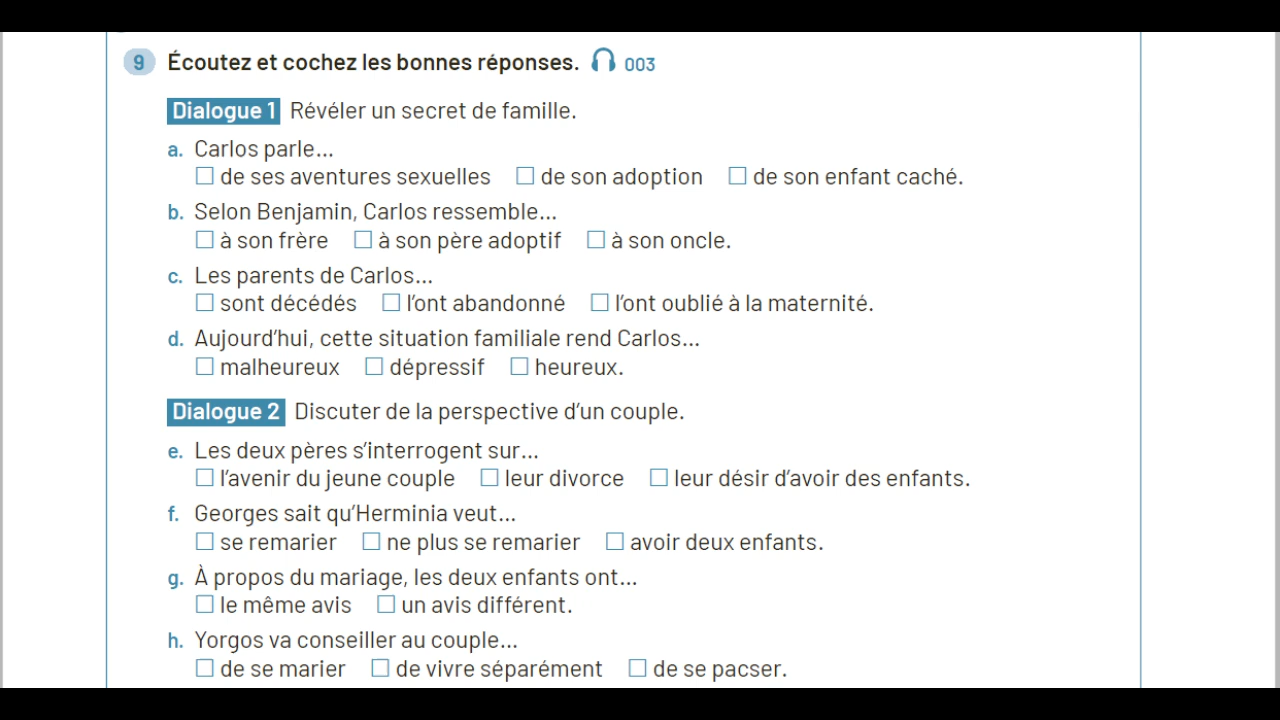 9 Écoutez et cochez les bonnes réponses. 003
Dialogue 1 Révéler un secret de famille.
a. Carlos parle...
☐ de ses aventures sexuelles ☐ de son adoption ☐ de son enfant caché.
b. Selon Benjamin, Carlos ressemble...
☐ à son frère ☐ à son père adoptif ☐ à son oncle.
c. Les parents de Carlos...
☐ sont décédés ☐ l'ont abandonné ☐ l'ont oublié à la maternité.
d. Aujourd'hui, cette situation familiale rend Carlos...
☐ malheureux ☐ dépressif ☐ heureux.
Dialogue 2 Discuter de la perspective d'un couple.
e. Les deux pères s'interrogent sur...
☐ l'avenir du jeune couple ☐ leur divorce ☐ leur désir d'avoir des enfants.
f. Georges sait qu'Herminia veut...
☐ se remarier ☐ ne plus se remarier ☐ avoir deux enfants.
g. À propos du mariage, les deux enfants ont...
☐ le même avis ☐ un avis différent.
h. Yorgos va conseiller au couple...
☐ de se marier ☐ de vivre séparément ☐ de se pacser.